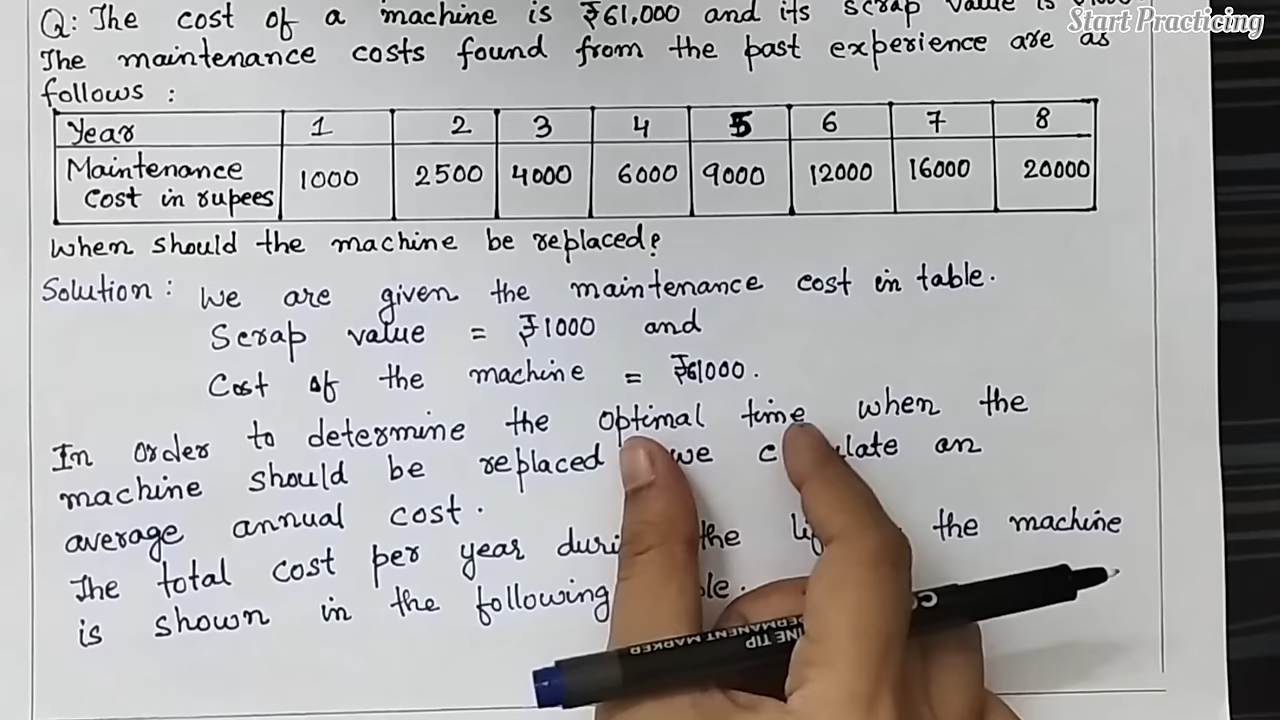 Q: The cost of a machine is ₹61,000 and its scrap value is
Start Practicing
The maintenance costs found from the past experience are as
follows :
Year 1 2 3 4 5 6 7 8
Maintenance Cost in rupees 1000 2500 4000 6000 9000 12000 16000 20000
When should the machine be replaced?
Solution : We are given the maintenance cost in table.
Scrap value = ₹1000 and
Cost of the machine = ₹61000.
In order to determine the optimal time when the
machine should be replaced we an
average annual cost.
The total cost per year the the machine
is shown in the following
FINE TIP
PERMANENT MARKER